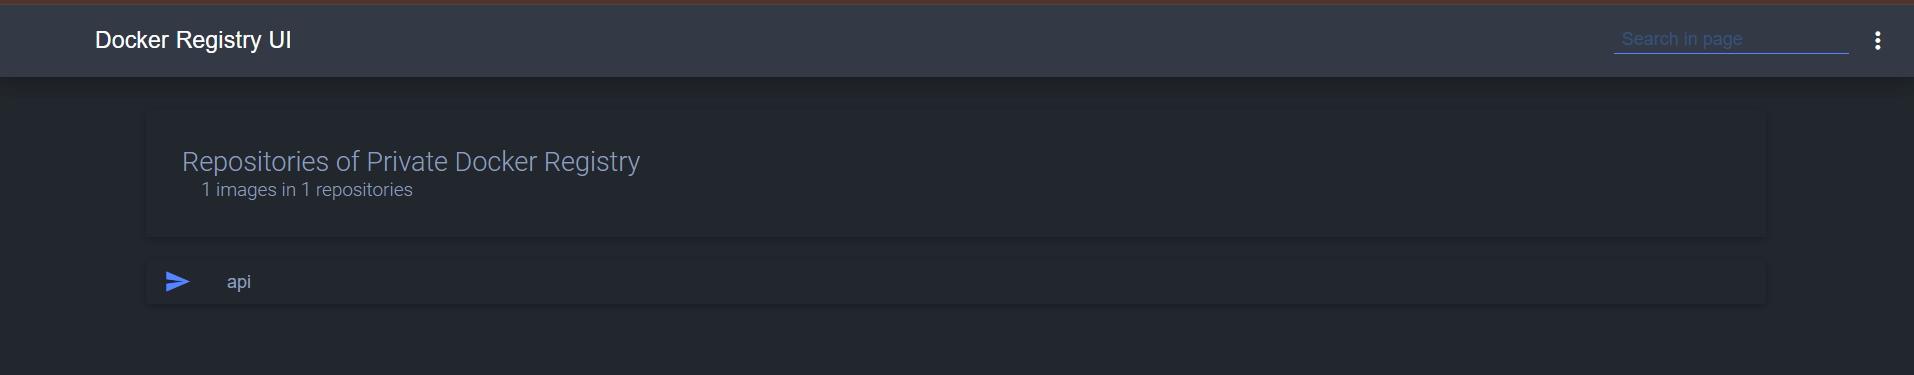 Docker Registry UI
Search in page
Repositories of Private Docker Registry
1 images in 1 repositories
api